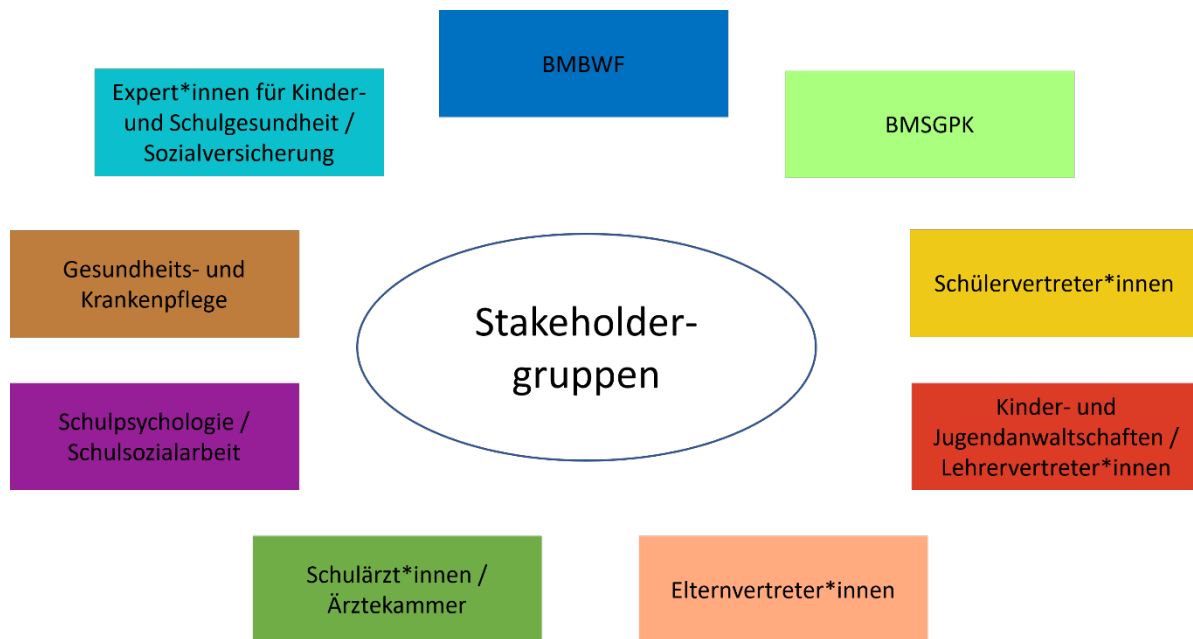 BMBWF
Expert*innen für Kinder-
und Schulgesundheit /
Sozialversicherung
BMSGPK
Gesundheits- und
Krankenpflege
Schülervertreter*innen
Stakeholder-
gruppen
Schulpsychologie /
Schulsozialarbeit
Kinder- und
Jugendanwaltschaften /
Lehrervertreter*innen
Schulärzt*innen /
Ärztekammer
Elternvertreter*innen